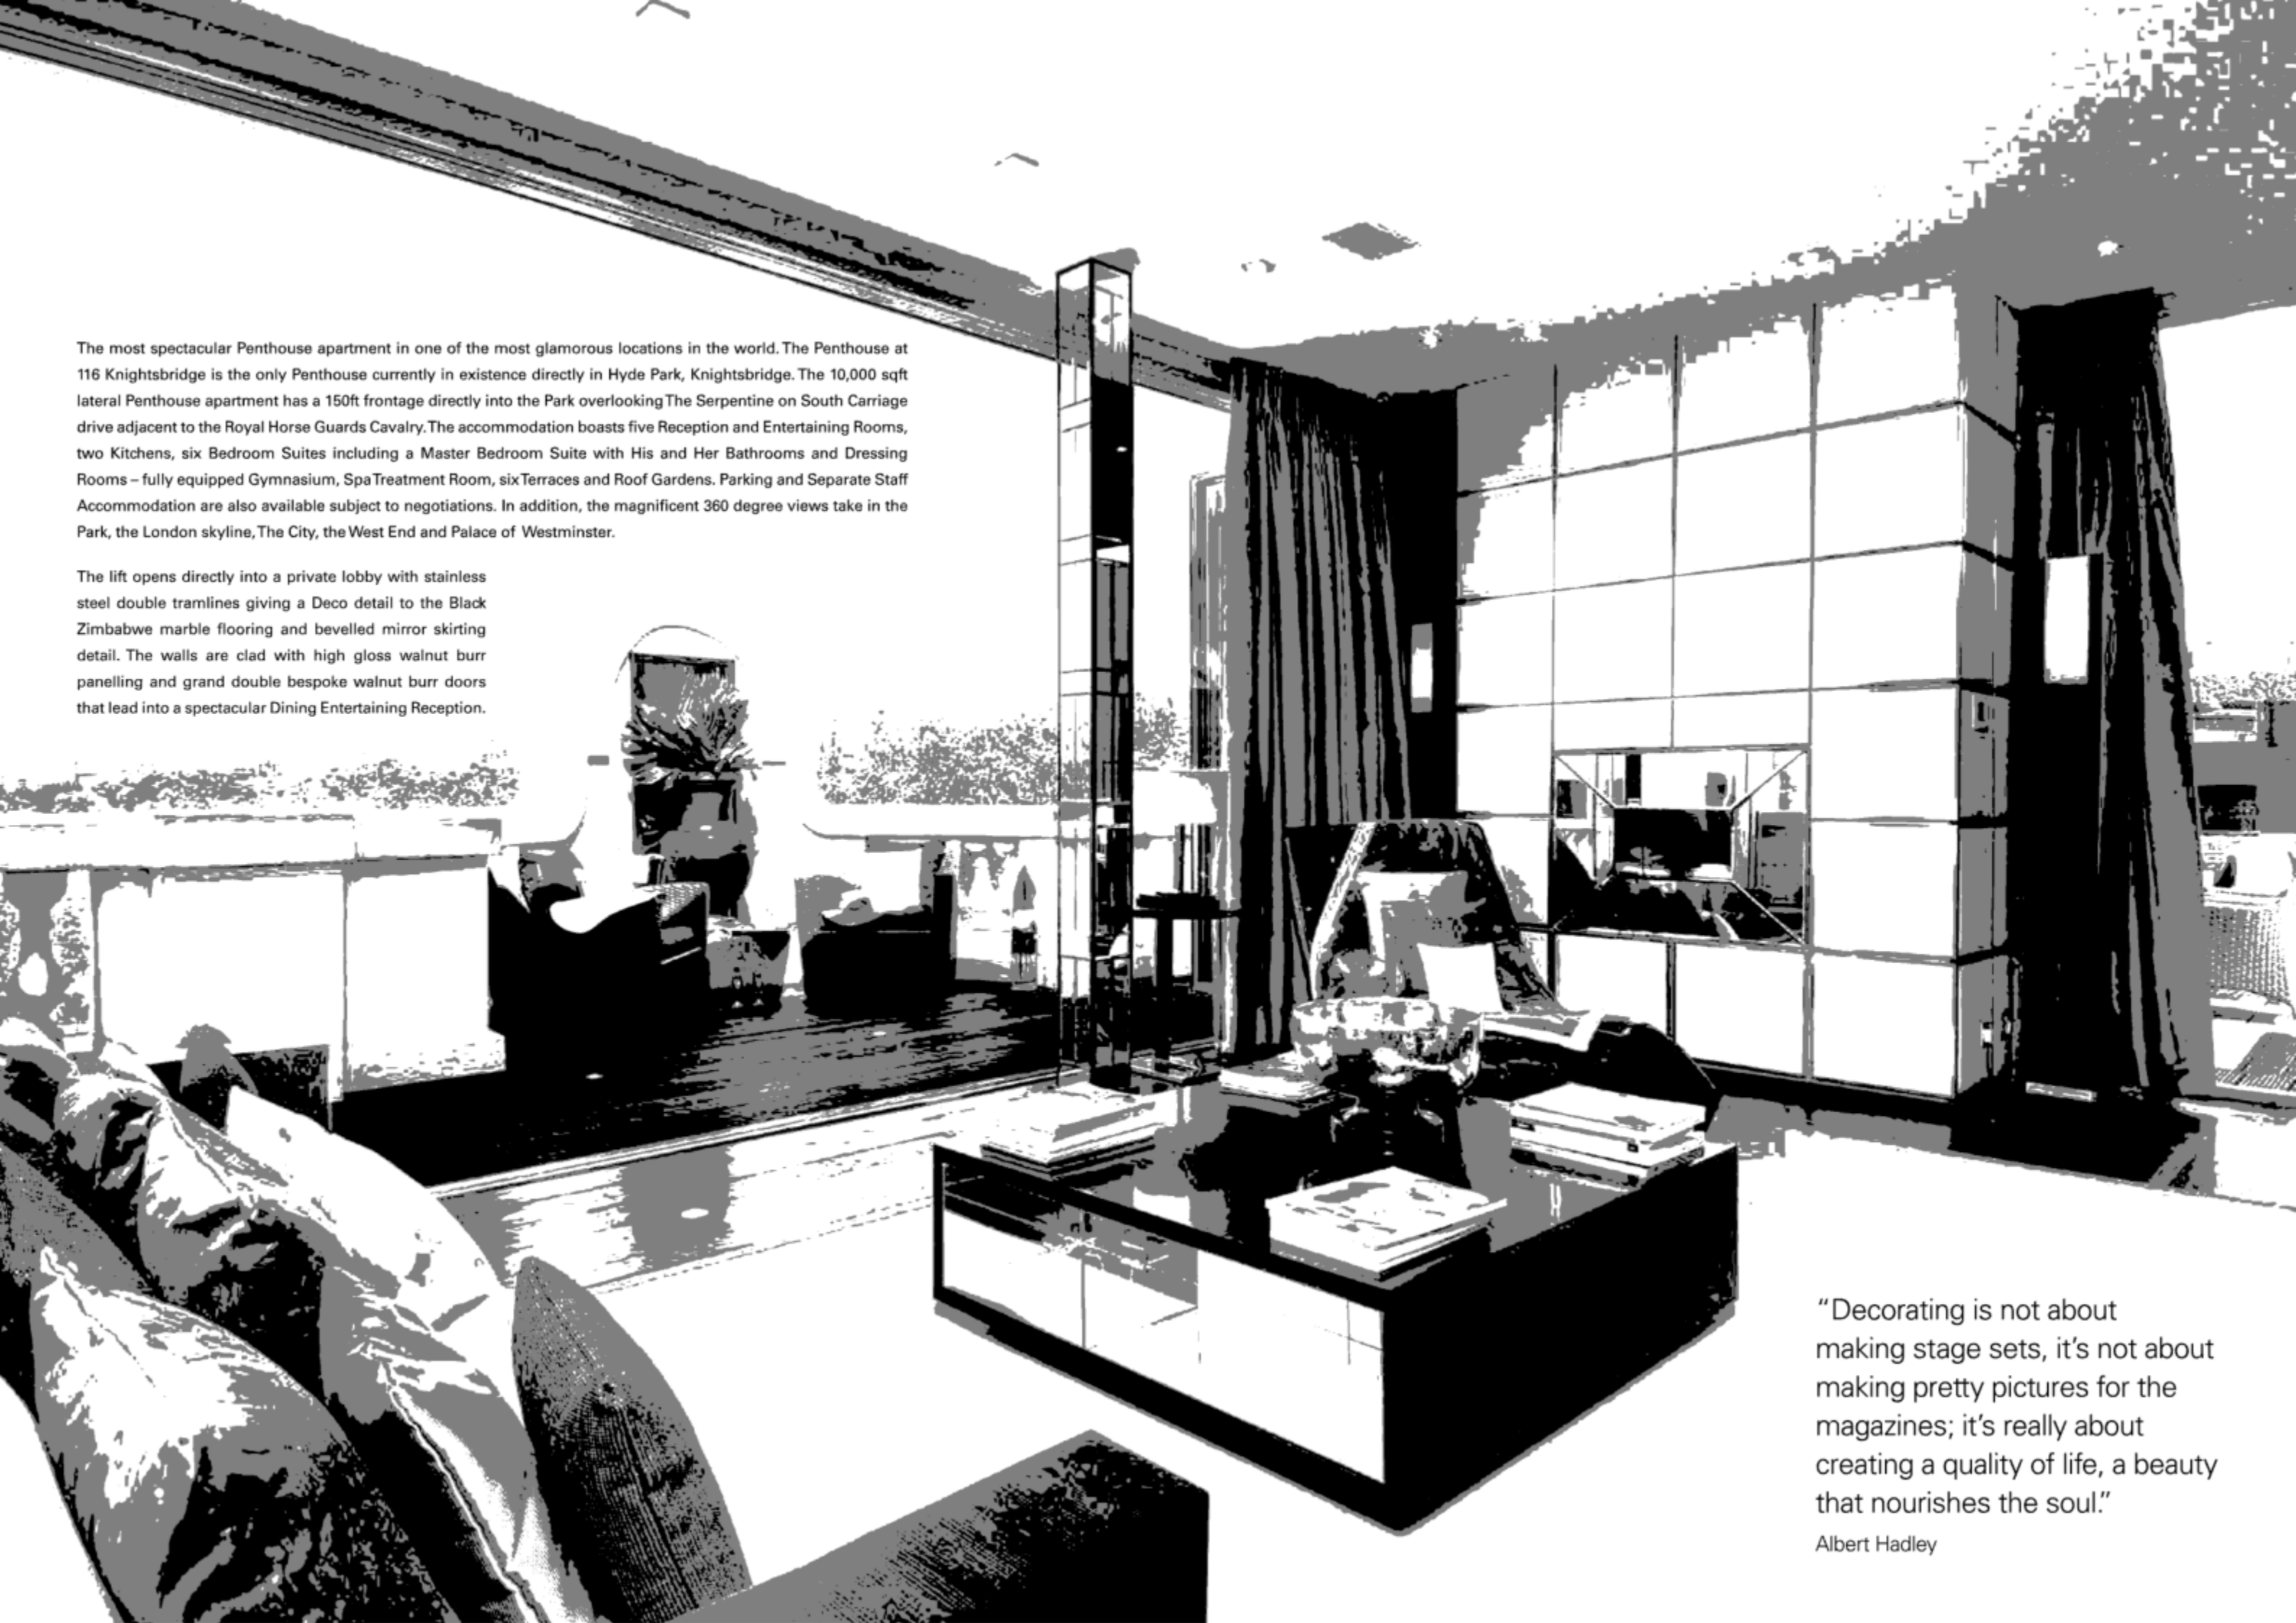 The most spectacular Penthouse apartment in one of the most glamorous locations in the world. The Penthouse at
116 Knightsbridge is the only Penthouse currently in existence directly in Hyde Park, Knightsbridge. The 10,000 sqft
lateral Penthouse apartment has a 150ft frontage directly into the Park overlooking The Serpentine on South Carriage
drive adjacent to the Royal Horse Guards Cavalry. The accommodation boasts five Reception and Entertaining Rooms,
two Kitchens, six Bedroom Suites including a Master Bedroom Suite with His and Her Bathrooms and Dressing
Rooms – fully equipped Gymnasium, Spa Treatment Room, six Terraces and Roof Gardens. Parking and Separate Staff
Accommodation are also available subject to negotiations. In addition, the magnificent 360 degree views take in the
Park, the London skyline, The City, the West End and Palace of Westminster.
The lift opens directly into a private lobby with stainless
steel double tramlines giving a Deco detail to the Black
Zimbabwe marble flooring and bevelled mirror skirting
detail. The walls are clad with high gloss walnut burr
panelling and grand double bespoke walnut burr doors
that lead into a spectacular Dining Entertaining Reception.
“Decorating is not about
making stage sets, it’s not about
making pretty pictures for the
magazines; it’s really about
creating a quality of life, a beauty
that nourishes the soul.”
Albert Hadley